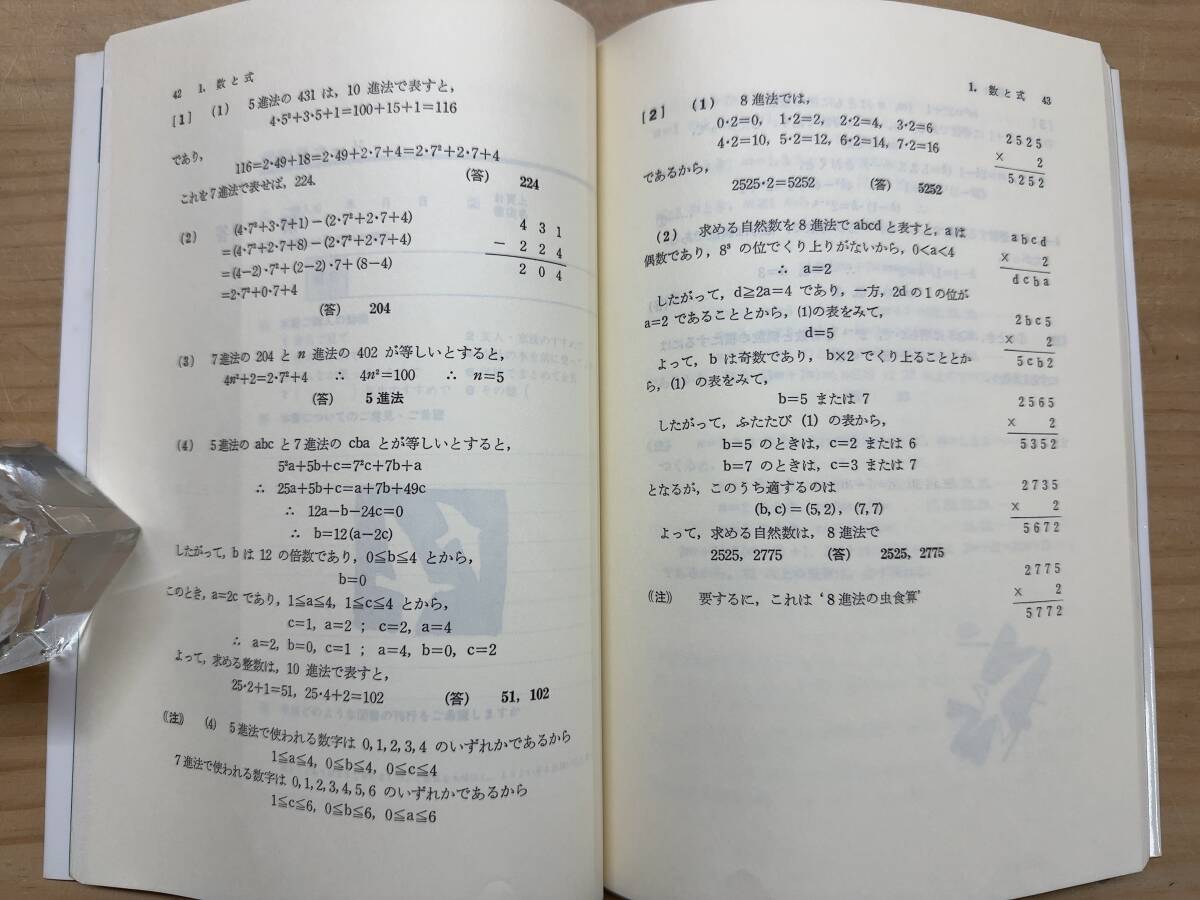 42 1. 数と式
[1] (1) 5進法の 431 は, 10 進法で表すと,
4·5²+3·5+1=100+15+1=116
であり,
116=2·49+18=2·49+2·7+4=2·7²+2·7+4
これを7進法で表せば, 224.
(答) 224
(2) (4·7²+3·7+1)−(2·7²+2·7+4)
=(4·7²+2·7+8)−(2·7²+2·7+4)
=(4−2)·7²+(2−2)·7+(8−4)
=2·7²+0·7+4
(答) 204
4 3 1
− 2 2 4
2 0 4
(3) 7進法の 204 と n 進法の 402 が等しいとすると,
4n²+2=2·7²+4 ∴ 4n²=100 ∴ n=5
(答) 5 進法
(4) 5進法の abc と7進法の cba とが等しいとすると,
5²a+5b+c=7²c+7b+a
∴ 25a+5b+c=a+7b+49c
∴ 12a−b−24c=0
∴ b=12(a−2c)
したがって, b は 12 の倍数であり, 0≦b≦4 とから,
b=0
このとき, a=2c であり, 1≦a≦4, 1≦c≦4 とから,
c=1, a=2 ; c=2, a=4
∴ a=2, b=0, c=1 ; a=4, b=0, c=2
よって, 求める整数は, 10 進法で表すと,
25·2+1=51, 25·4+2=102 (答) 51, 102
《注》 (4) 5進法で使われる数字は 0, 1, 2, 3, 4 のいずれかであるから
1≦a≦4, 0≦b≦4, 0≦c≦4
7進法で使われる数字は 0, 1, 2, 3, 4, 5, 6 のいずれかであるから
1≦c≦6, 0≦b≦6, 0≦a≦6
1. 数と式 43
[2] (1) 8進法では,
0·2=0, 1·2=2, 2·2=4, 3·2=6
4·2=10, 5·2=12, 6·2=14, 7·2=16
であるから,
2525·2=5252 (答) 5252
2 5 2 5
× 2
5 2 5 2
(2) 求める自然数を8進法で abcd と表すと, a は
偶数であり, 8³ の位でくり上りがないから, 0<a<4
∴ a=2
したがって, d≧2a=4 であり, 一方, 2d の1の位が
a=2 であることとから, (1)の表をみて,
d=5
よって, b は奇数であり, b×2 でくり上ることとか
ら, (1) の表をみて,
b=5 または 7
したがって, ふたたび (1) の表から,
b=5 のときは, c=2 または 6
b=7 のときは, c=3 または 7
となるが, このうち適するのは
(b, c)=(5, 2), (7, 7)
よって, 求める自然数は, 8進法で
2525, 2775 (答) 2525, 2775
《注》 要するに, これは ‘8進法の虫食算’
a b c d
× 2
d c b a
2 b c 5
× 2
5 c b 2
2 5 6 5
× 2
5 3 5 2
2 7 3 5
× 2
5 6 7 2
2 7 7 5
× 2
5 7 7 2